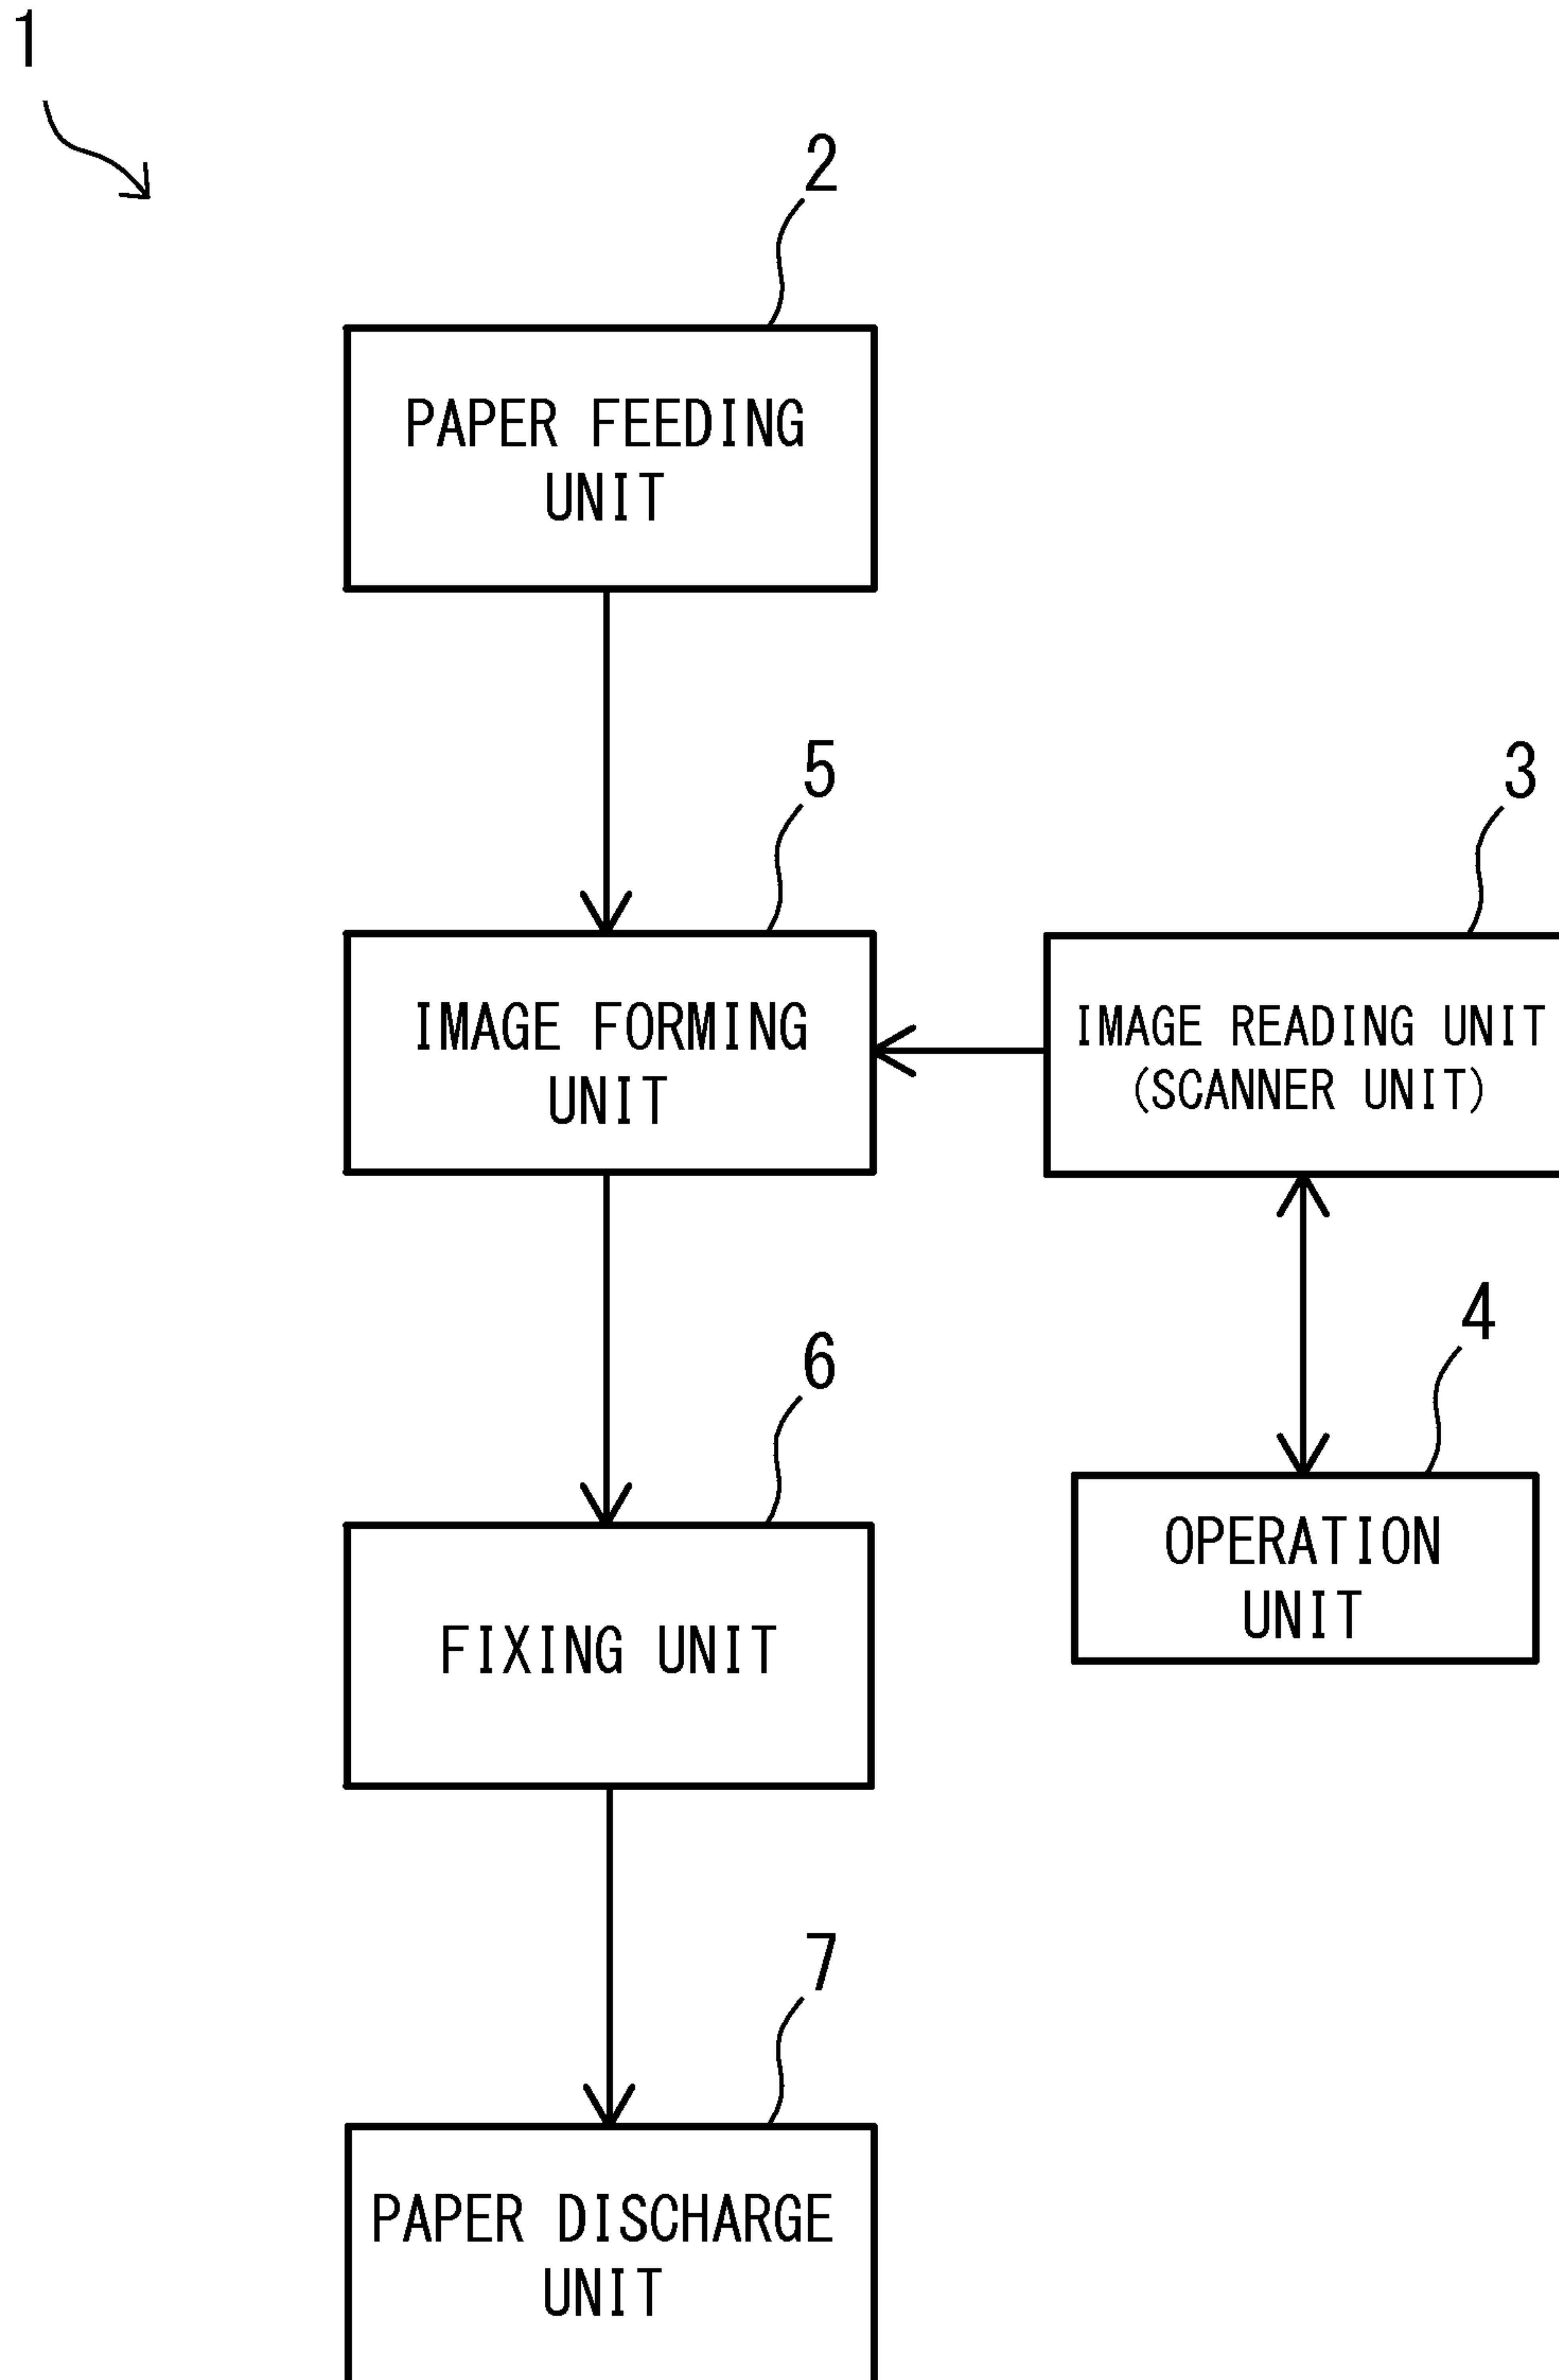 1
2
PAPER FEEDING
UNIT
5
3
IMAGE FORMING
UNIT
IMAGE READING UNIT
(SCANNER UNIT)
4
6
OPERATION
UNIT
FIXING UNIT
7
PAPER DISCHARGE
UNIT